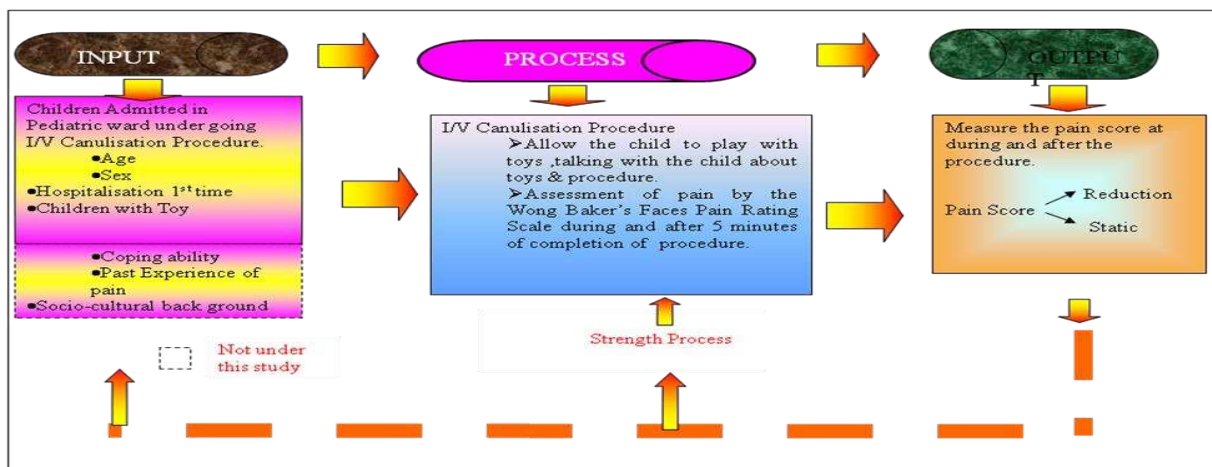 INPUT
PROCESS
OUTPU
T
Children Admitted in
Pediatric ward under going
I/V Canulisation Procedure.
●Age
●Sex
●Hospitalisation 1st time
●Children with Toy
●Coping ability
●Past Experience of
pain
●Socio-cultural back ground
Not under
this study
I/V Canulisation Procedure
➢Allow the child to play with
toys ,talking with the child about
toys & procedure.
➢Assessment of pain by the
Wong Baker's Faces Pain Rating
Scale during and after 5 minutes
of completion of procedure.
Strength Process
Measure the pain score at
during and after the
procedure.
Reduction
Pain Score
Static